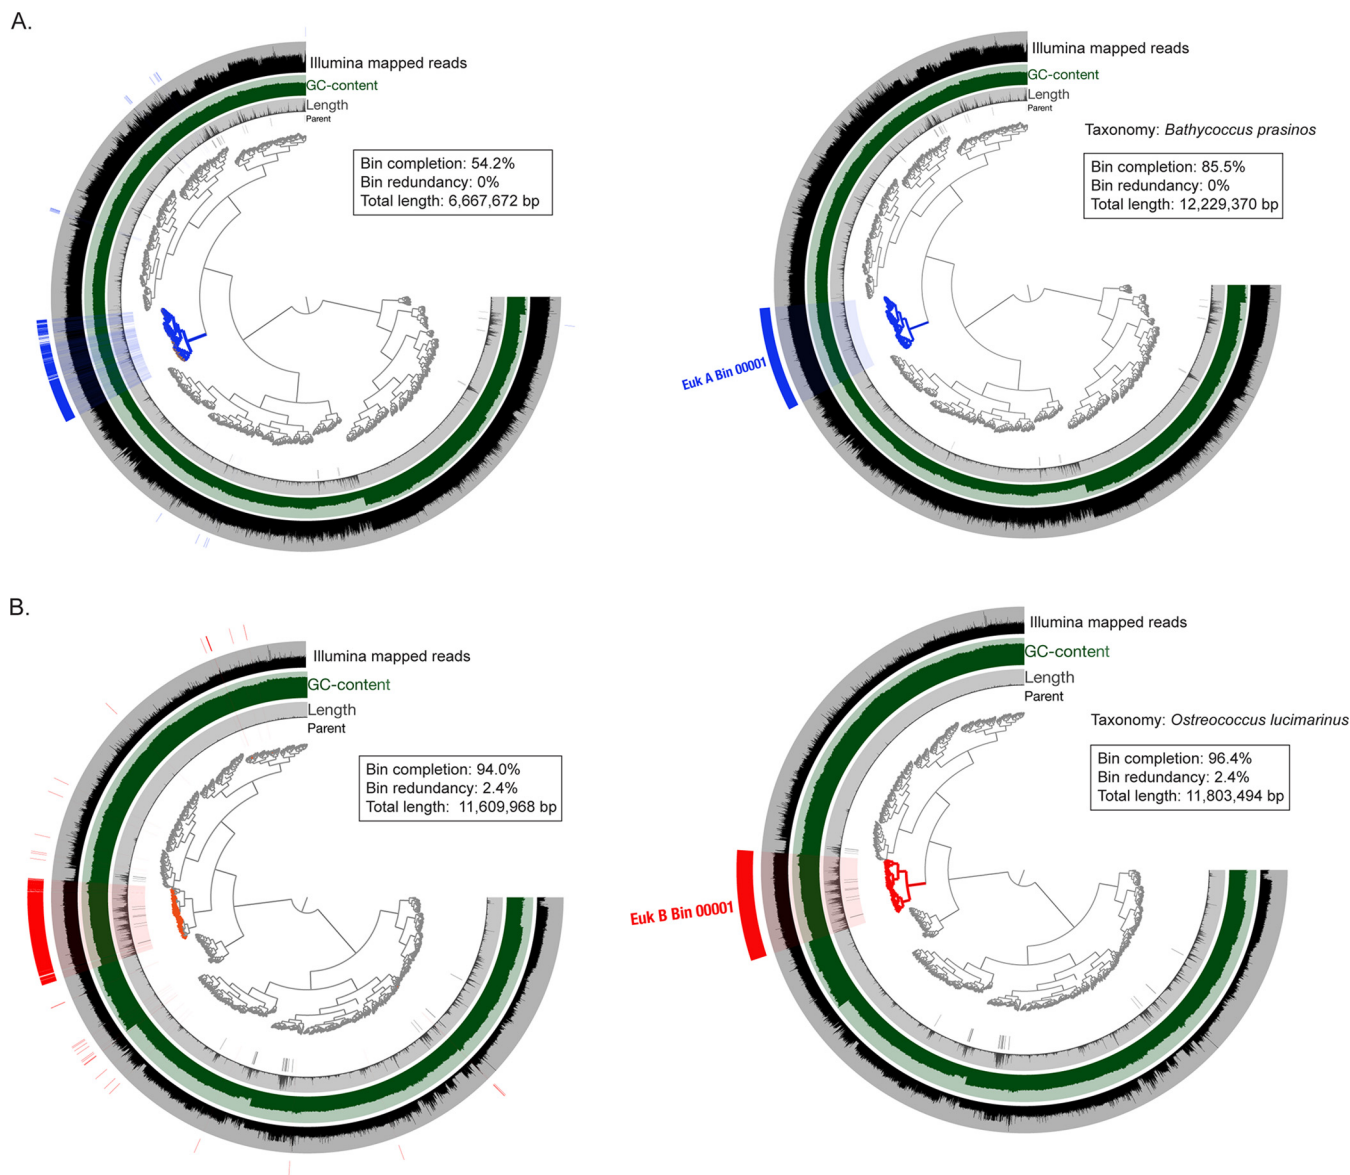 A.
Illumina mapped reads
GC-content
Length
Parent
Bin completion: 54.2%
Bin redundancy: 0%
Total length: 6,667,672 bp
Illumina mapped reads
GC-content
Length
Parent
Taxonomy: Bathycoccus prasinos
Bin completion: 85.5%
Bin redundancy: 0%
Total length: 12,229,370 bp
Euk A Bin 00001
B.
Illumina mapped reads
GC-content
Length
Parent
Bin completion: 94.0%
Bin redundancy: 2.4%
Total length: 11,609,968 bp
Illumina mapped reads
GC-content
Length
Parent
Taxonomy: Ostreococcus lucimarinus
Bin completion: 96.4%
Bin redundancy: 2.4%
Total length: 11,803,494 bp
Euk B Bin 00001